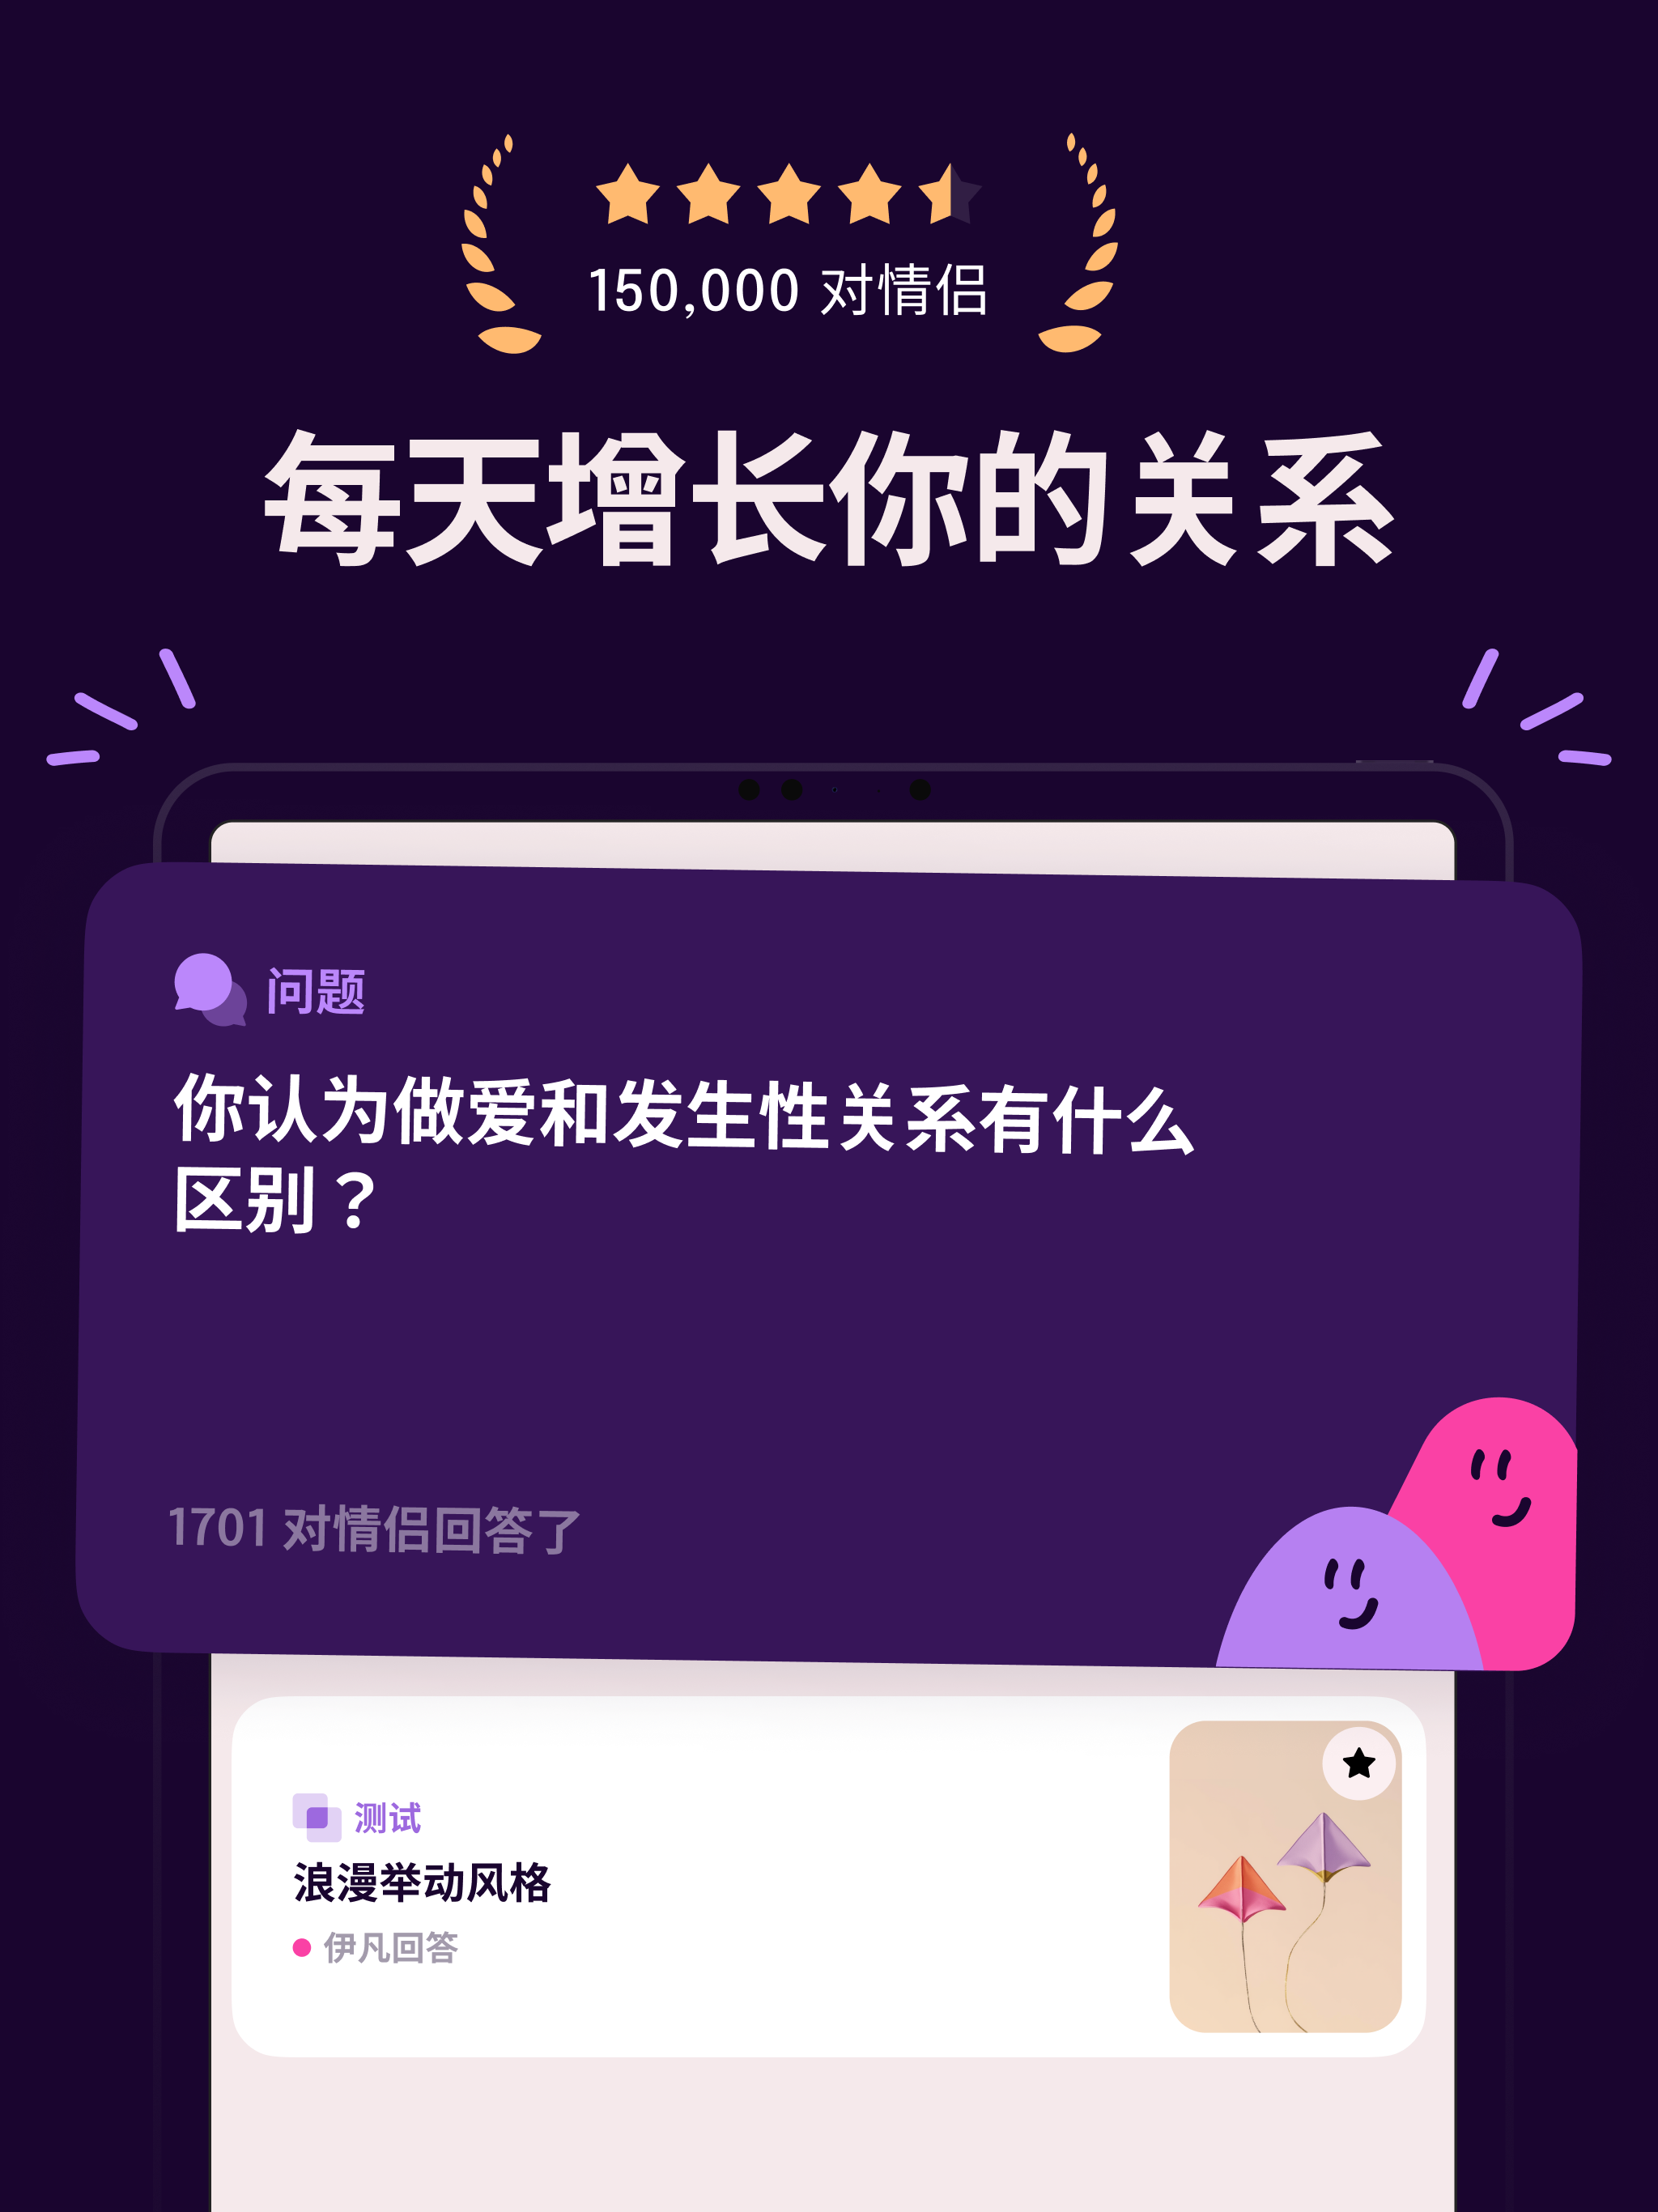 150,000 对情侣
每天增长你的关系
问题
你认为做爱和发生性关系有什么
区别？
1701 对情侣回答了
测试
浪漫举动风格
伊凡回答